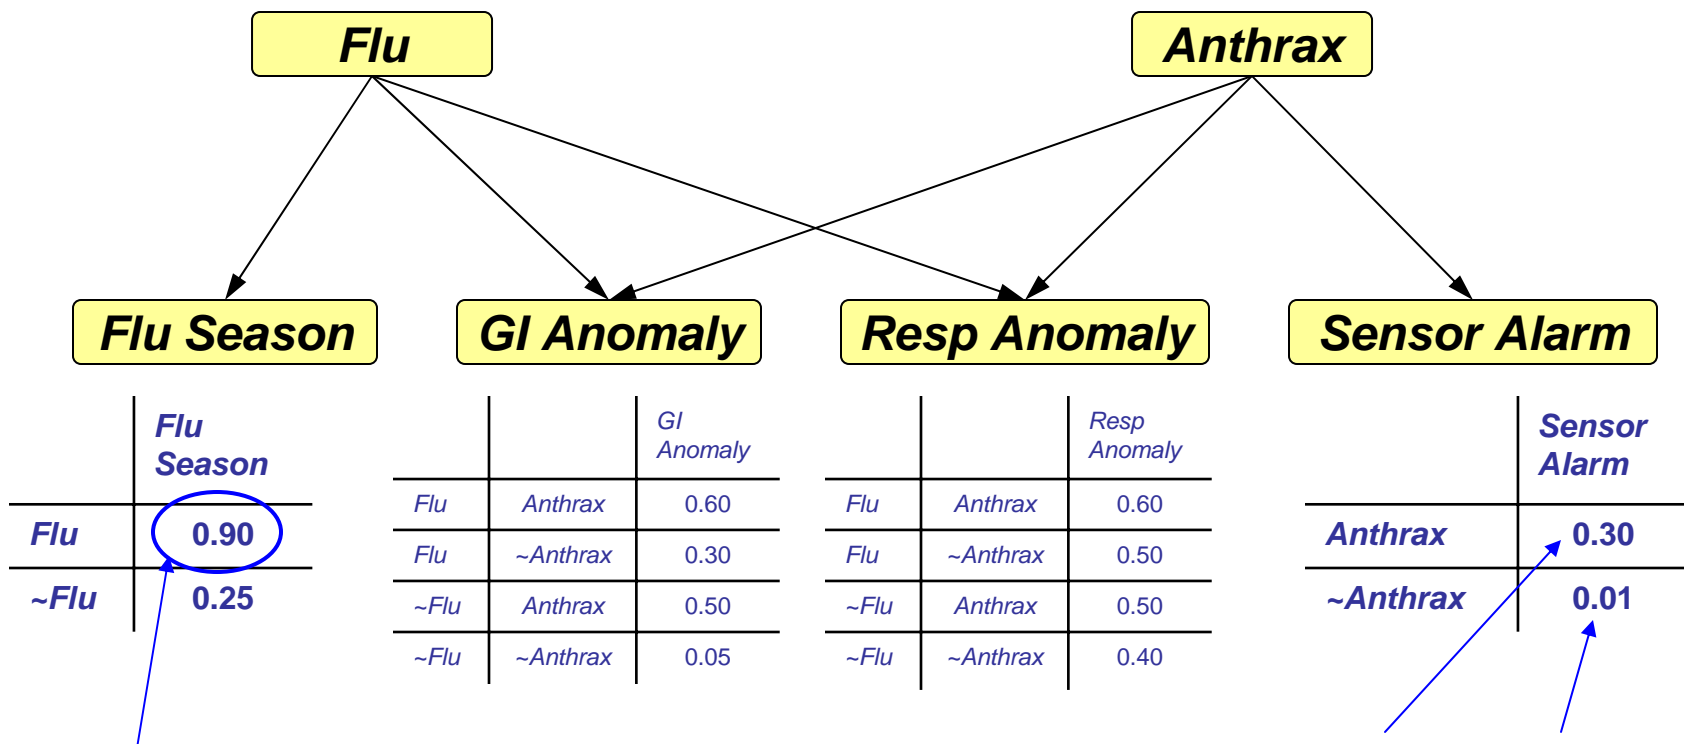 Flu
Anthrax
Flu Season
GI Anomaly
Resp Anomaly
Sensor Alarm
Flu
Season
Flu 0.90
~Flu 0.25
GI
Anomaly
Flu Anthrax 0.60
Flu ~Anthrax 0.30
~Flu Anthrax 0.50
~Flu ~Anthrax 0.05
Resp
Anomaly
Flu Anthrax 0.60
Flu ~Anthrax 0.50
~Flu Anthrax 0.50
~Flu ~Anthrax 0.40
Sensor
Alarm
Anthrax 0.30
~Anthrax 0.01